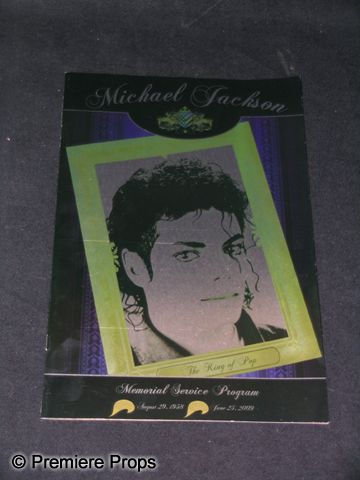 Michael Jackson
The King of Pop
Memorial Service Program
August 29, 1958
June 25, 2009
© Premiere Props